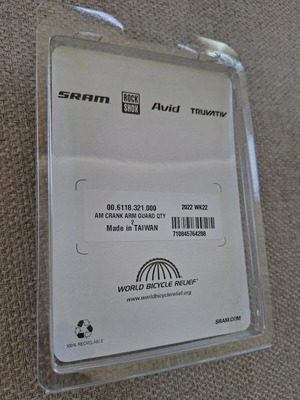 SRAM ROCK SHOX Avid TRUVATIV
00.6118.321.000 2022 WK22
AM CRANK ARM GUARD QTY
2
Made in TAIWAN
710845764288
WORLD BICYCLE RELIEF
www.worldbicyclerelief.org
100% RECYCLABLE
SRAM.COM